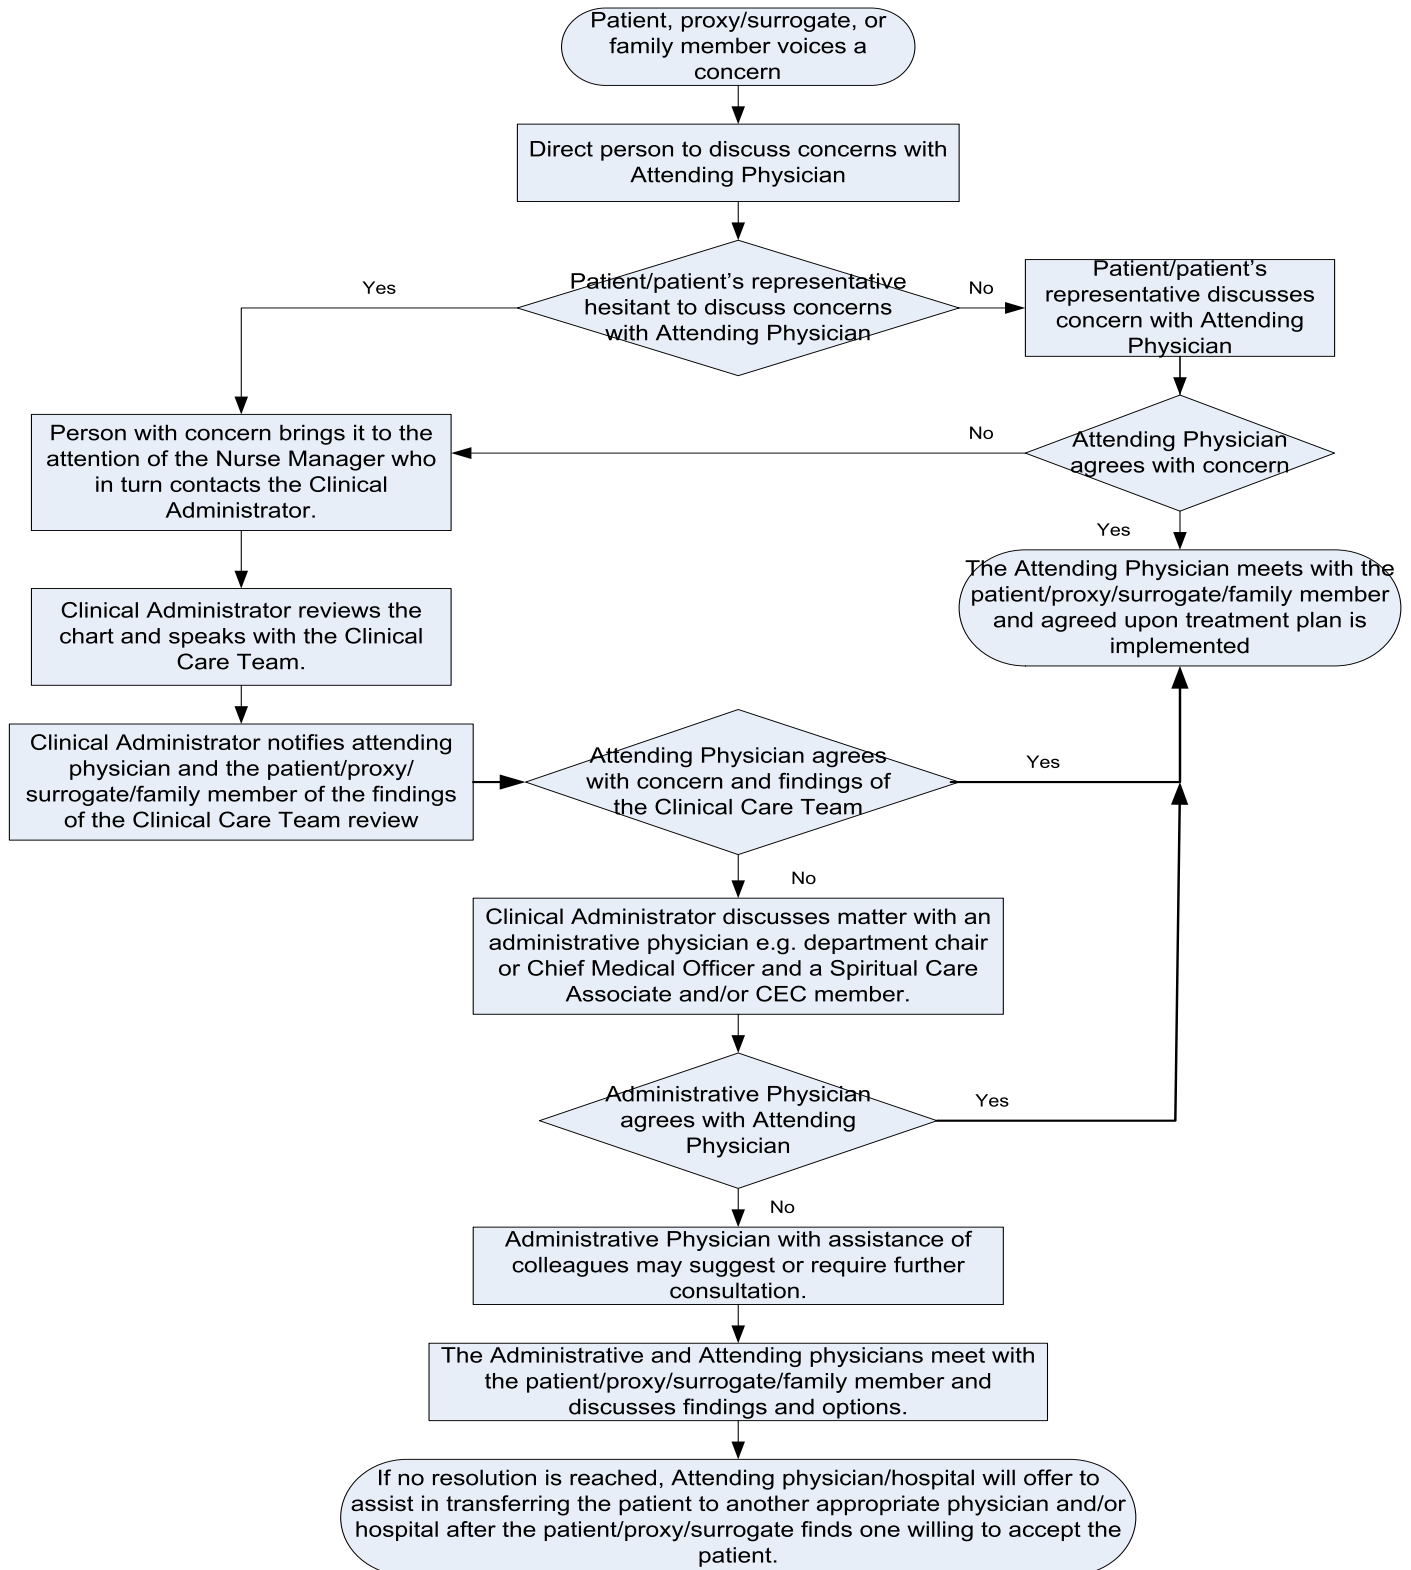 Patient, proxy/surrogate, or
family member voices a
concern
Direct person to discuss concerns with
Attending Physician
Patient/patient's representative
hesitant to discuss concerns
with Attending Physician
Yes
No
Patient/patient's
representative discusses
concern with Attending
Physician
Attending Physician
agrees with concern
No
Yes
Person with concern brings it to the
attention of the Nurse Manager who
in turn contacts the Clinical
Administrator.
The Attending Physician meets with the
patient/proxy/surrogate/family member
and agreed upon treatment plan is
implemented
Clinical Administrator reviews the
chart and speaks with the Clinical
Care Team.
Clinical Administrator notifies attending
physician and the patient/proxy/
surrogate/family member of the findings
of the Clinical Care Team review
Attending Physician agrees
with concern and findings of
the Clinical Care Team
Yes
No
Clinical Administrator discusses matter with an
administrative physician e.g. department chair
or Chief Medical Officer and a Spiritual Care
Associate and/or CEC member.
Administrative Physician
agrees with Attending
Physician
Yes
No
Administrative Physician with assistance of
colleagues may suggest or require further
consultation.
The Administrative and Attending physicians meet with
the patient/proxy/surrogate/family member and
discusses findings and options.
If no resolution is reached, Attending physician/hospital will offer to
assist in transferring the patient to another appropriate physician and/or
hospital after the patient/proxy/surrogate finds one willing to accept the
patient.